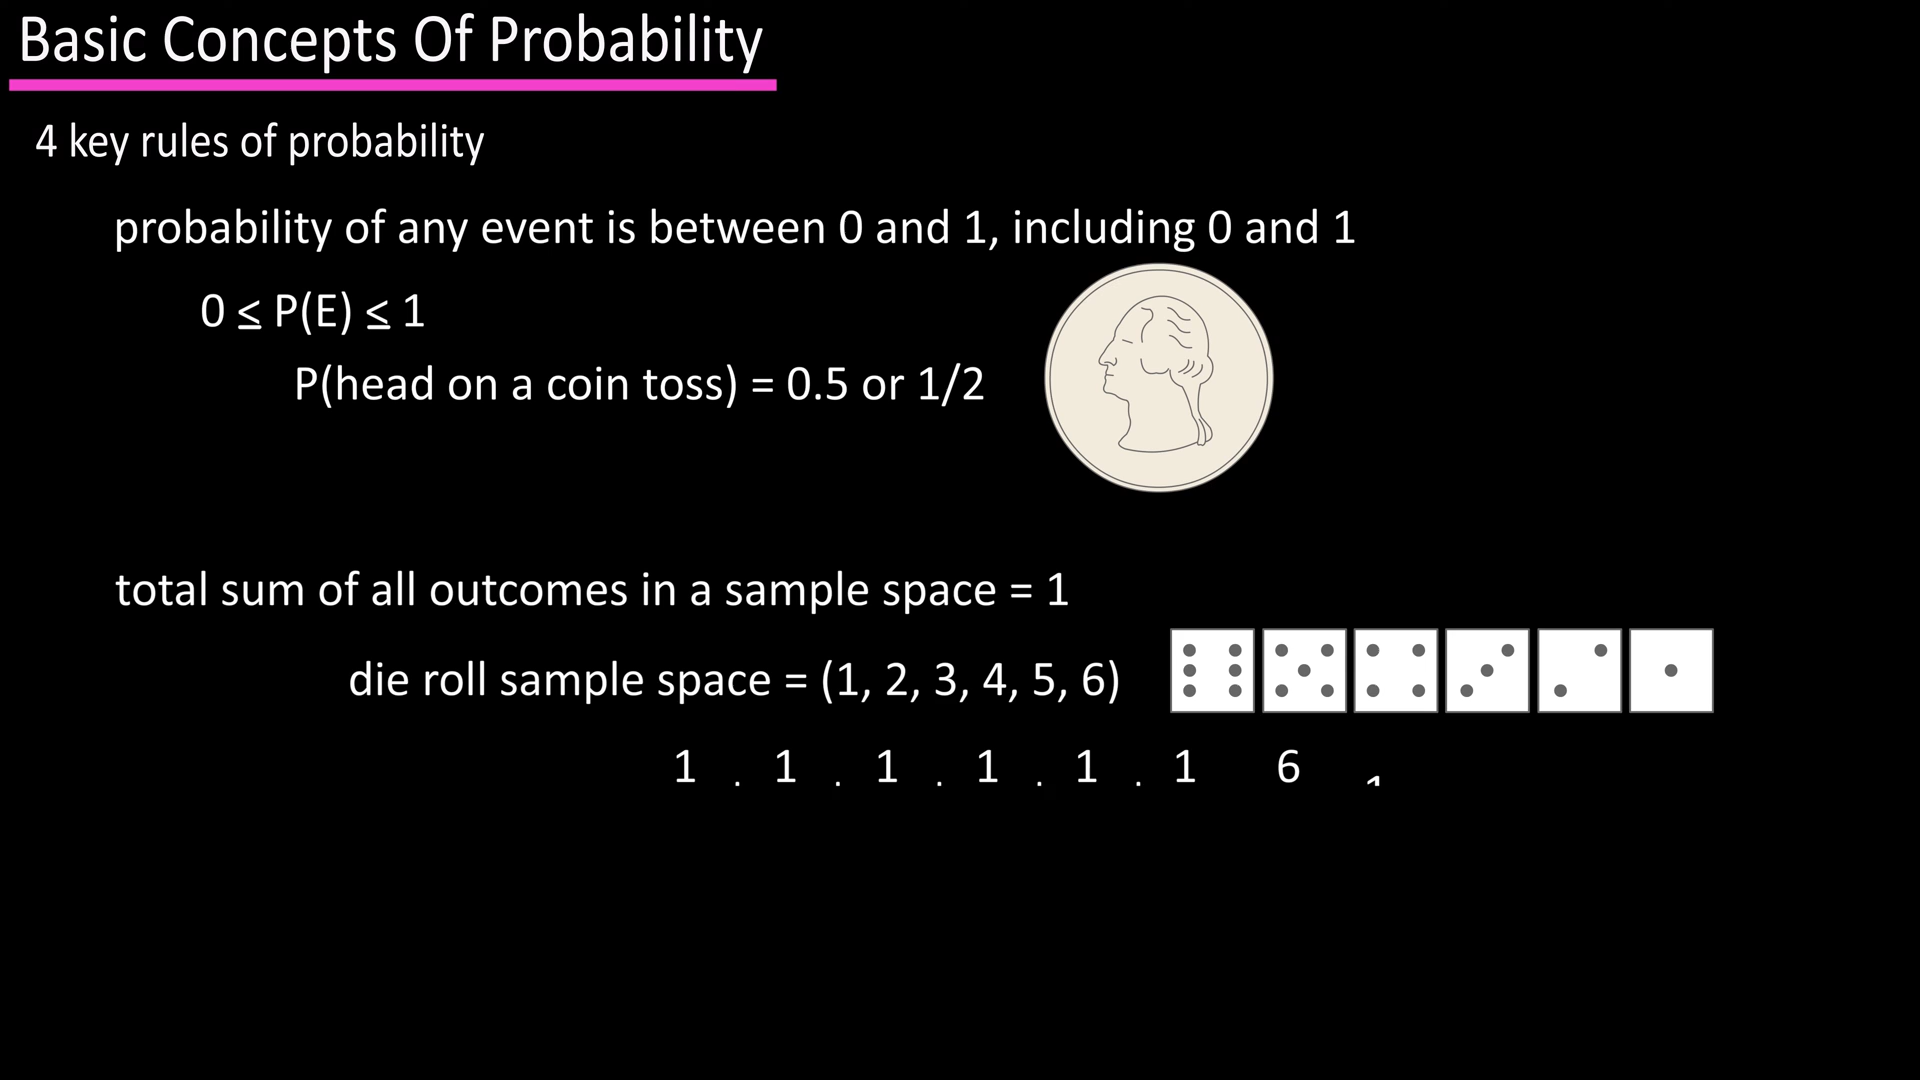 Basic Concepts Of Probability
4 key rules of probability
probability of any event is between 0 and 1, including 0 and 1
0 ≤ P(E) ≤ 1
P(head on a coin toss) = 0.5 or 1/2
total sum of all outcomes in a sample space = 1
die roll sample space = (1, 2, 3, 4, 5, 6)
1 1 1 1 1 1 6